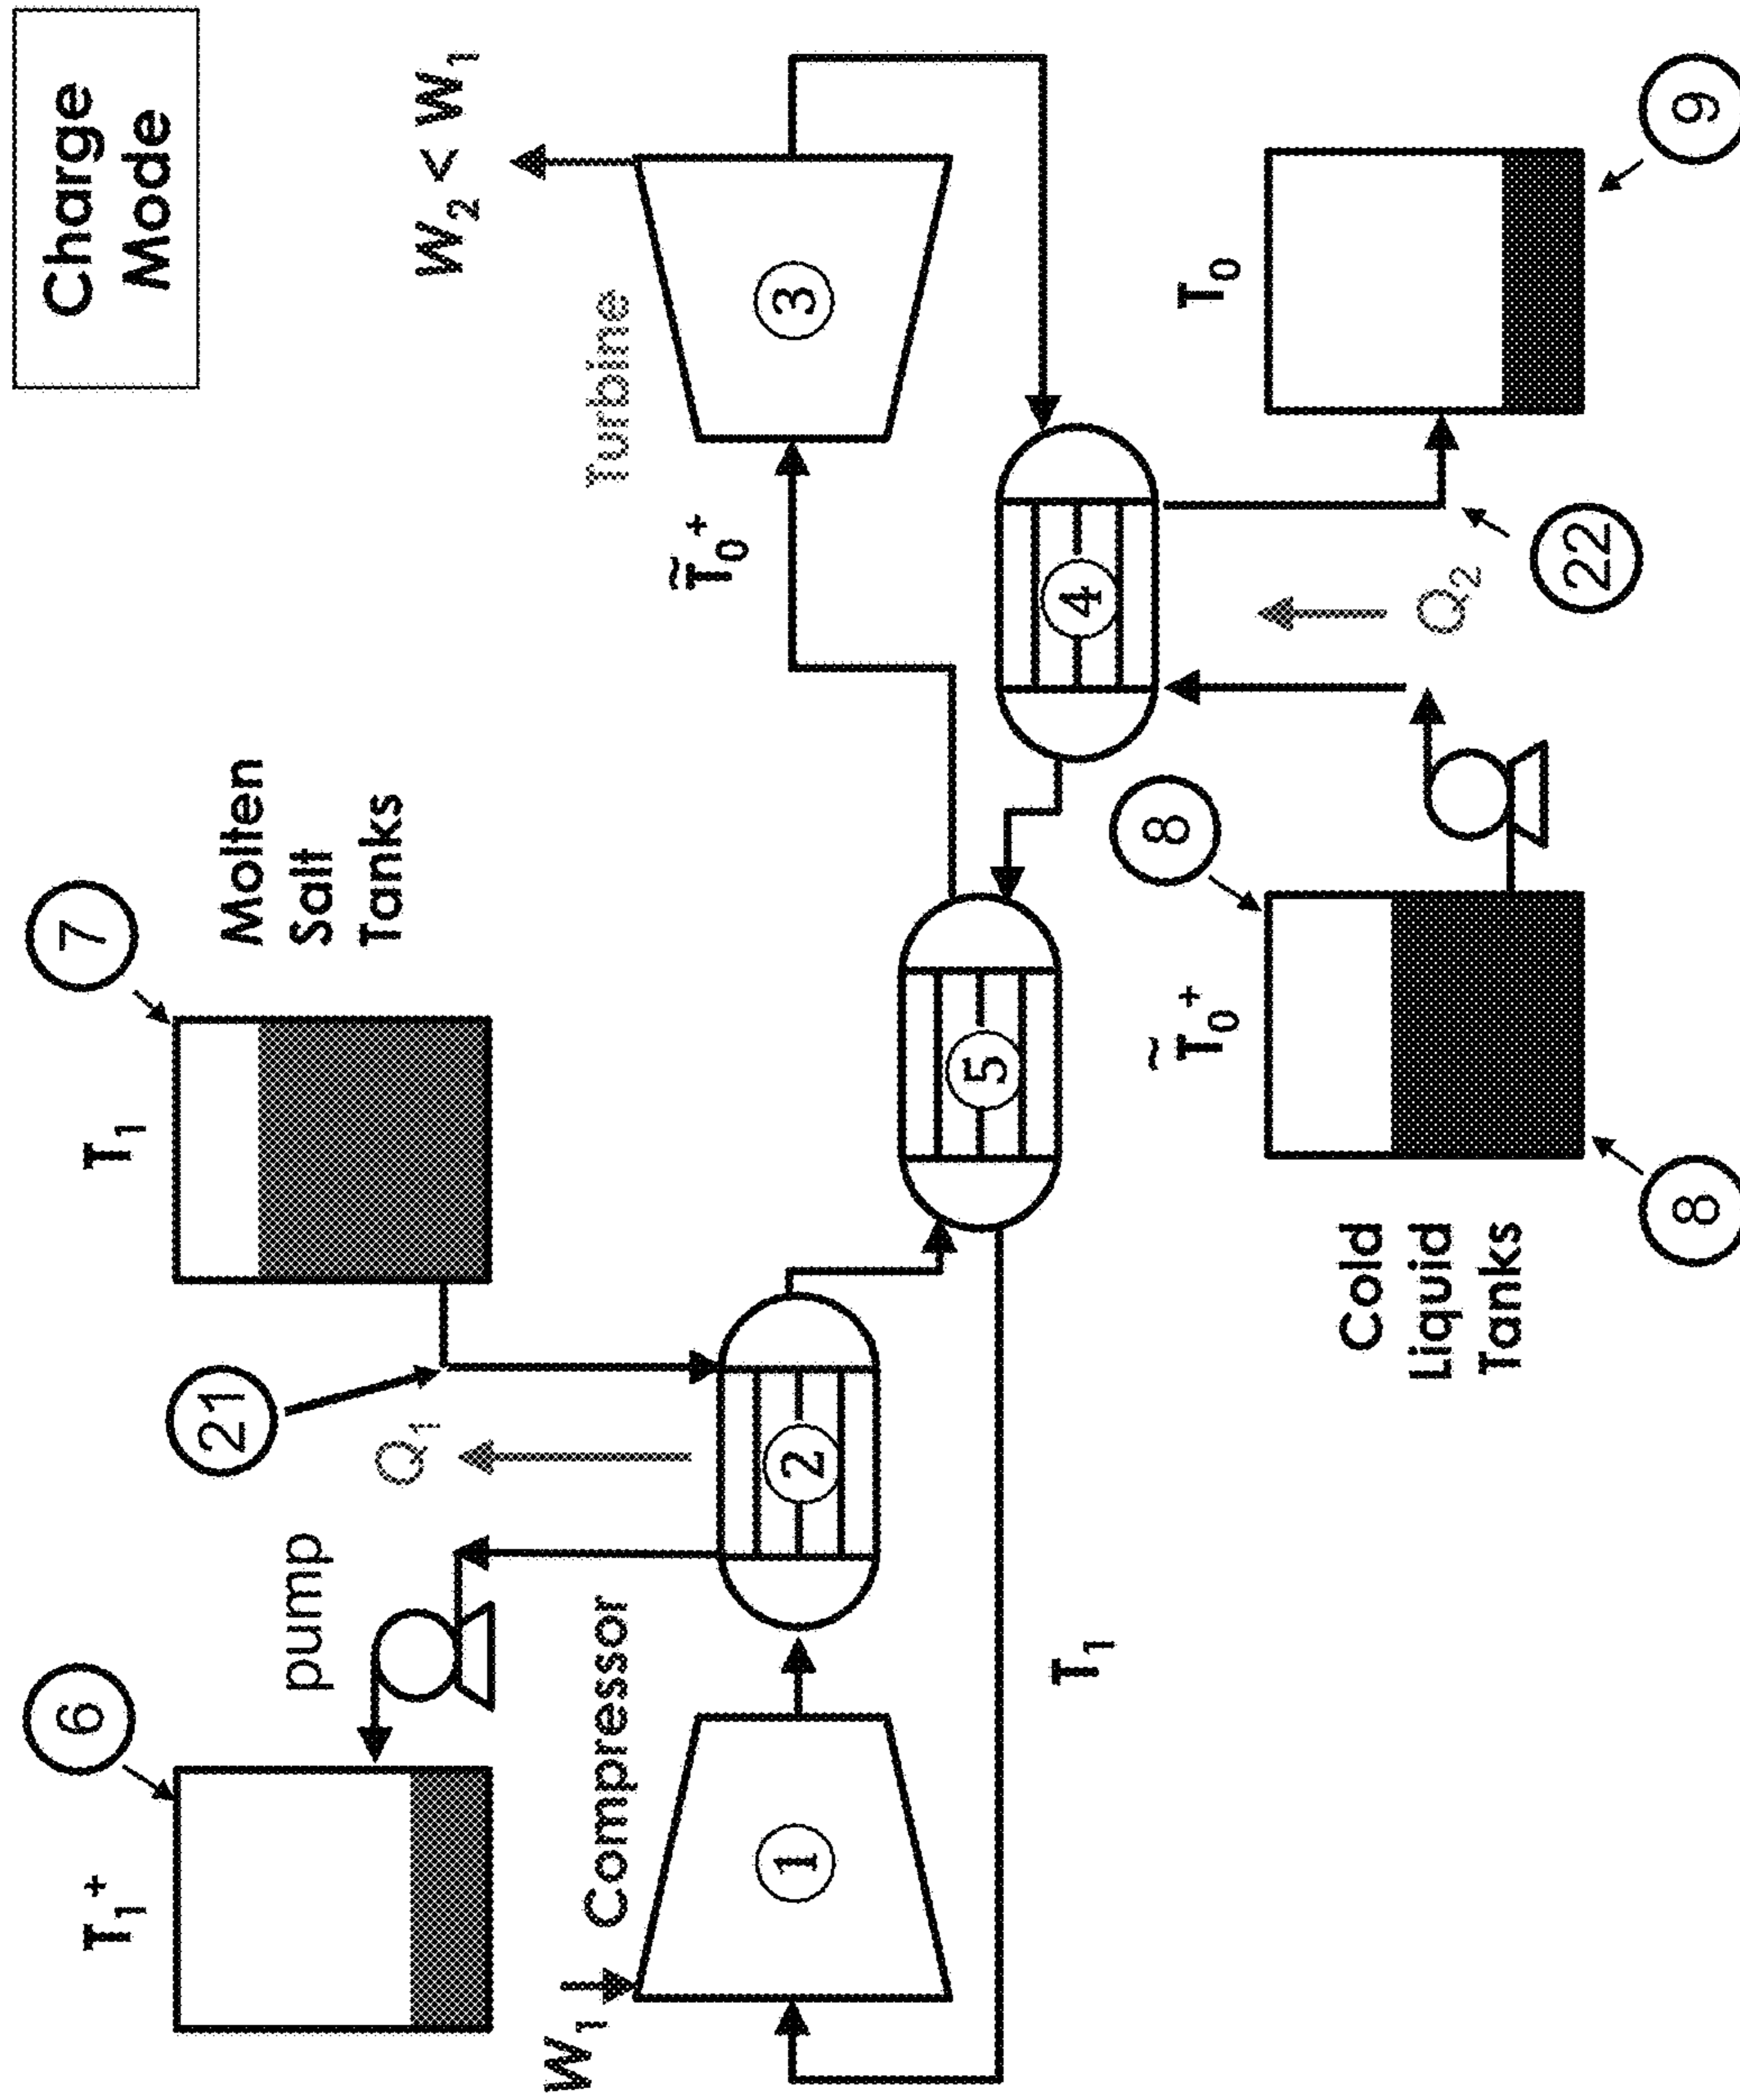 Charge
Mode
6
7
T₁⁺
T₁
21
Molten
Salt
Tanks
pump
Q₁
W₂ < W₁
W₁
Compressor
Turbine
T̃₀⁺
1
2
3
5
4
T₁
8
T̃₀⁺
T₀
Cold
Liquid
Tanks
Q₂
22
8
9